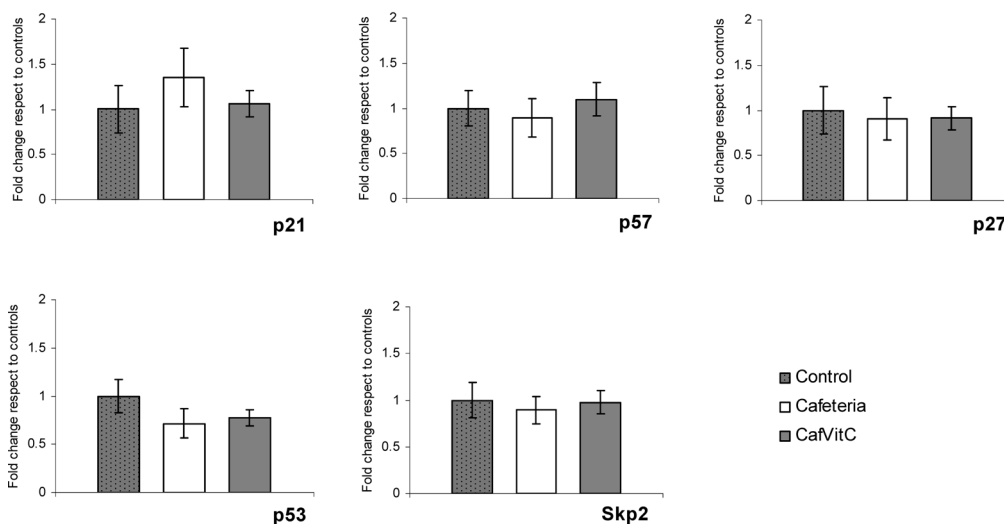 Fold change respect to controls
2
1.5
1
0.5
0
p21
Fold change respect to controls
2
1.5
1
0.5
0
p57
Fold change respect to controls
2
1.5
1
0.5
0
p27
Fold change respect to controls
2
1.5
1
0.5
0
p53
Fold change respect to controls
2
1.5
1
0.5
0
Skp2
Control
Cafeteria
CafVitC